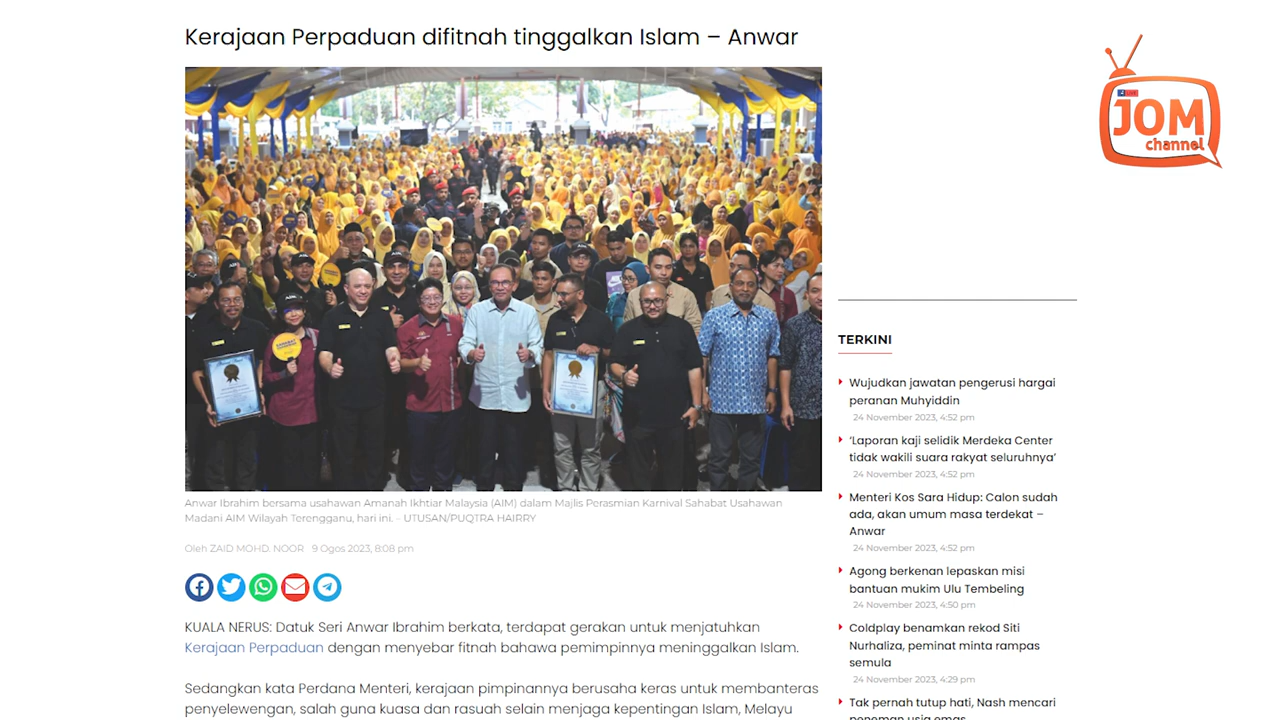 Kerajaan Perpaduan difitnah tinggalkan Islam – Anwar
LIVE
JOM
channel
Anwar Ibrahim bersama usahawan Amanah Ikhtiar Malaysia (AIM) dalam Majlis Perasmian Karnival Sahabat Usahawan
Madani AIM Wilayah Terengganu, hari ini. - UTUSAN/PUQTRA HAIRRY
Oleh ZAID MOHD. NOOR 9 Ogos 2023, 8:08 pm
KUALA NERUS: Datuk Seri Anwar Ibrahim berkata, terdapat gerakan untuk menjatuhkan
Kerajaan Perpaduan dengan menyebar fitnah bahawa pemimpinnya meninggalkan Islam.
Sedangkan kata Perdana Menteri, kerajaan pimpinannya berusaha keras untuk membanteras
penyelewengan, salah guna kuasa dan rasuah selain menjaga kepentingan Islam, Melayu
TERKINI
Wujudkan jawatan pengerusi hargai
peranan Muhyiddin
24 November 2023, 4:52 pm
‘Laporan kaji selidik Merdeka Center
tidak wakili suara rakyat seluruhnya’
24 November 2023, 4:52 pm
Menteri Kos Sara Hidup: Calon sudah
ada, akan umum masa terdekat –
Anwar
24 November 2023, 4:52 pm
Agong berkenan lepaskan misi
bantuan mukim Ulu Tembeling
24 November 2023, 4:50 pm
Coldplay benamkan rekod Siti
Nurhaliza, peminat minta rampas
semula
24 November 2023, 4:29 pm
Tak pernah tutup hati, Nash mencari
peneman usia emas